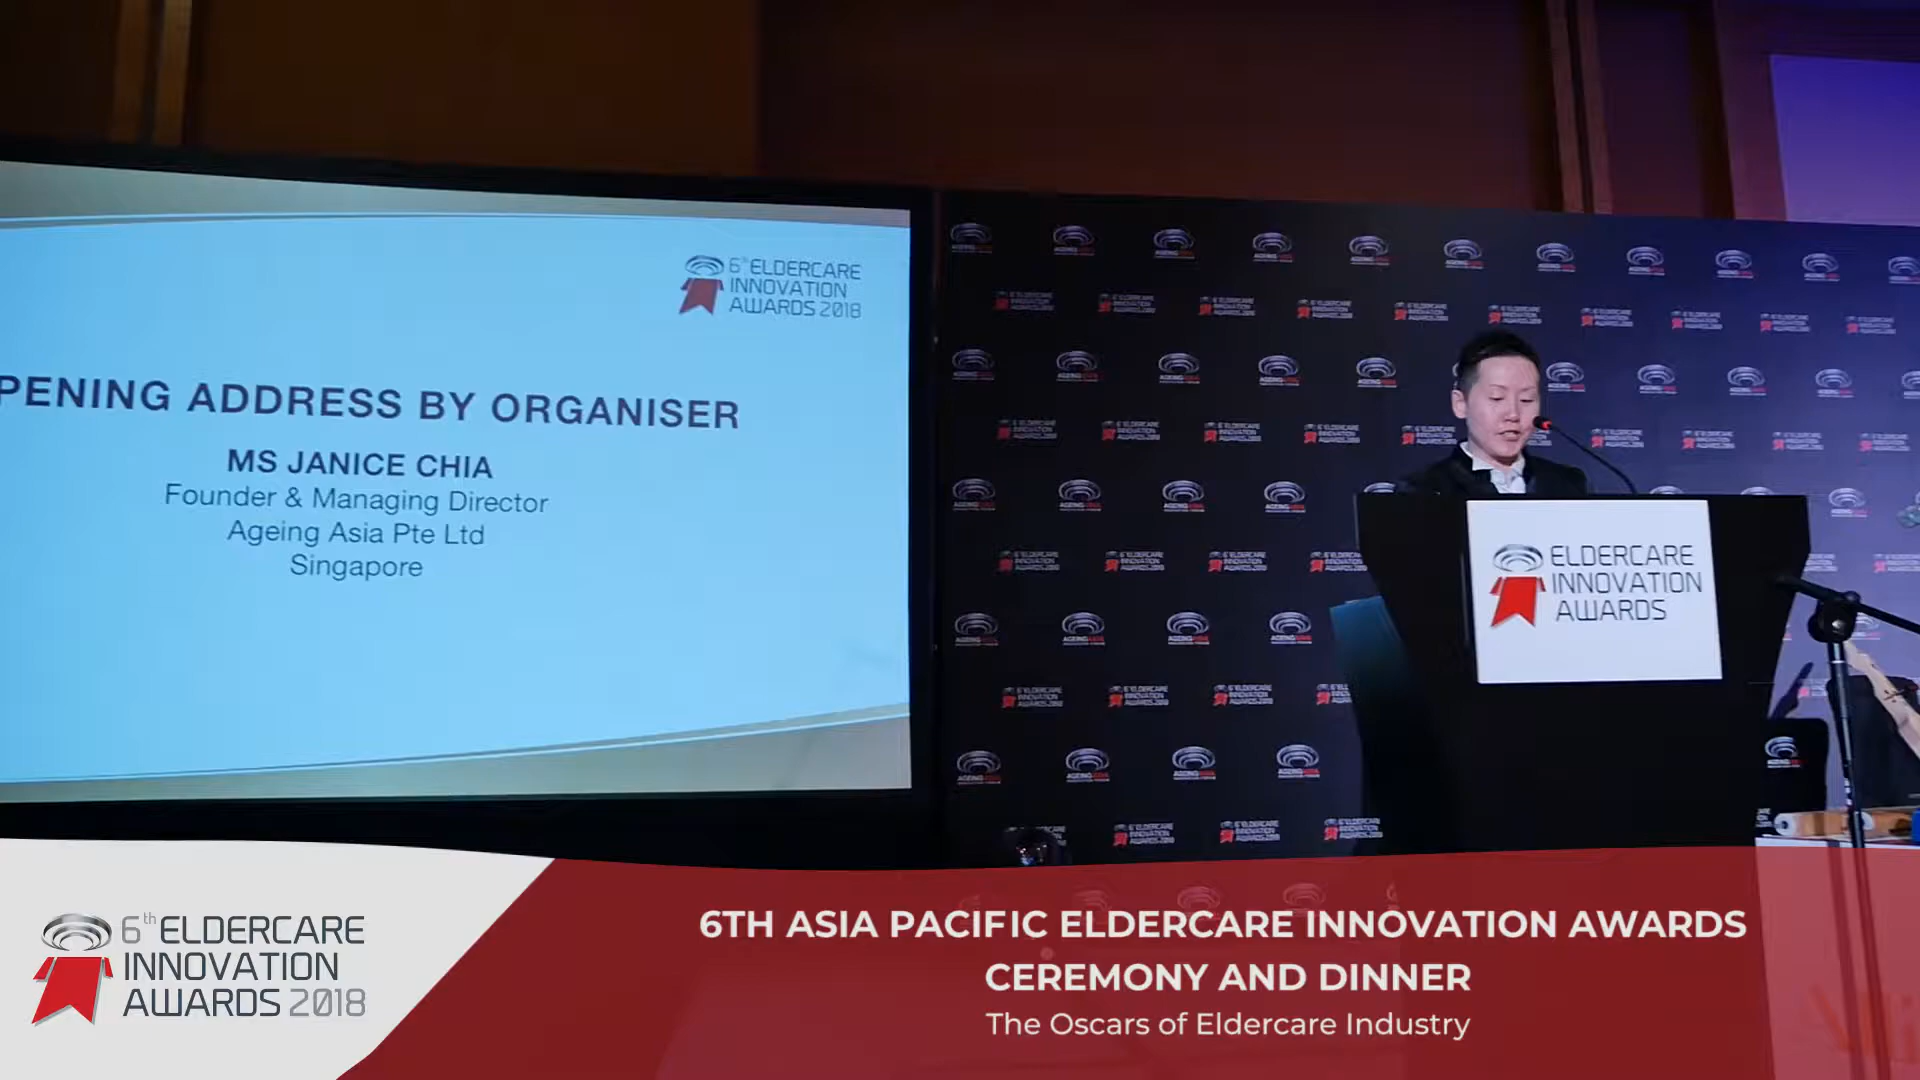 6th ELDERCARE
INNOVATION
AWARDS 2018
PENING ADDRESS BY ORGANISER
MS JANICE CHIA
Founder & Managing Director
Ageing Asia Pte Ltd
Singapore
ELDERCARE
INNOVATION
AWARDS
6th ELDERCARE
INNOVATION
AWARDS 2018
6TH ASIA PACIFIC ELDERCARE INNOVATION AWARDS
CEREMONY AND DINNER
The Oscars of Eldercare Industry